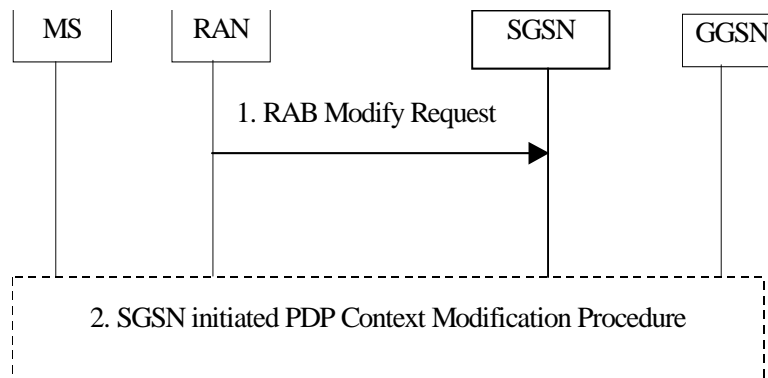 MS
RAN
SGSN
GGSN
1. RAB Modify Request
2. SGSN initiated PDP Context Modification Procedure